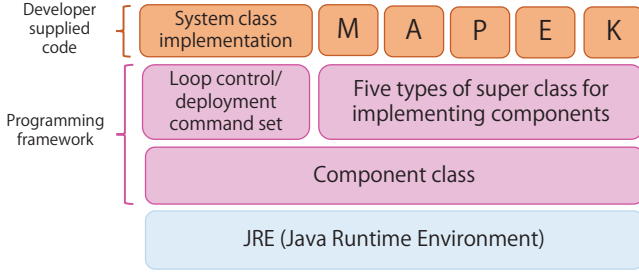 Developer
supplied
code
System class
implementation
M A P E K
Programming
framework
Loop control/
deployment
command set
Five types of super class for
implementing components
Component class
JRE (Java Runtime Environment)